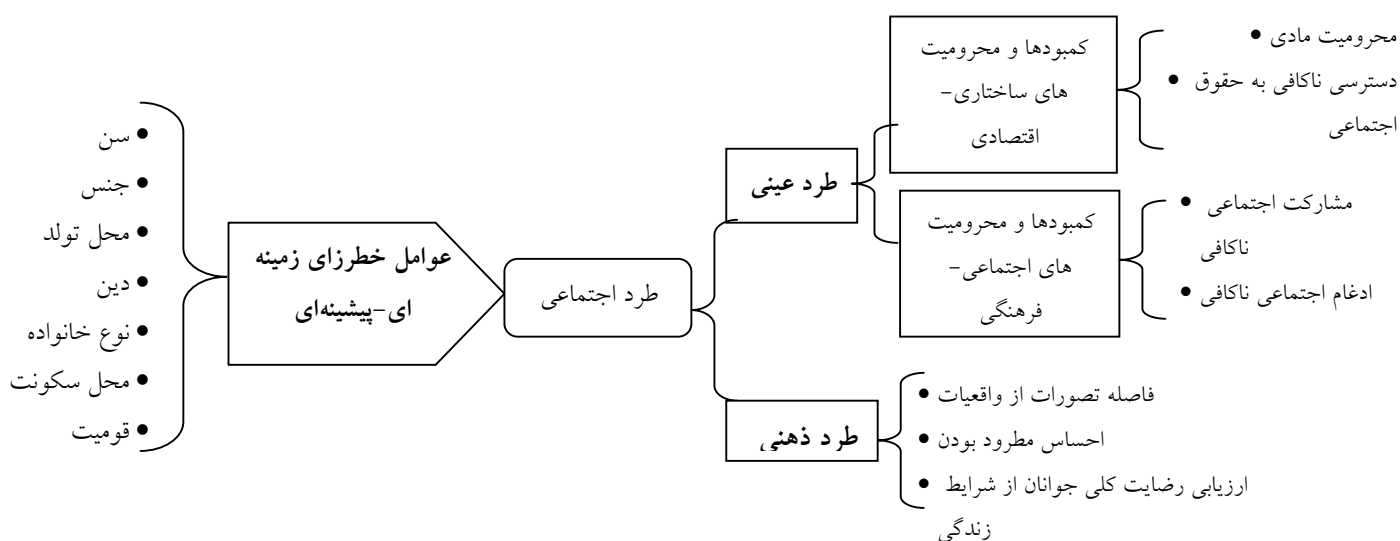 سن
جنس
محل تولد
دین
نوع خانواده
محل سکونت
قومیت
عوامل خطرزای زمینه
ای-پیشینه‌ای
طرد اجتماعی
طرد عینی
کمبودها و محرومیت
های ساختاری-
اقتصادی
محرومیت مادی
دسترسی ناکافی به حقوق
اجتماعی
کمبودها و محرومیت
های اجتماعی-
فرهنگی
مشارکت اجتماعی
ناکافی
ادغام اجتماعی ناکافی
طرد ذهنی
فاصله تصورات از واقعیات
احساس مطرود بودن
ارزیابی رضایت کلی جوانان از شرایط
زندگی